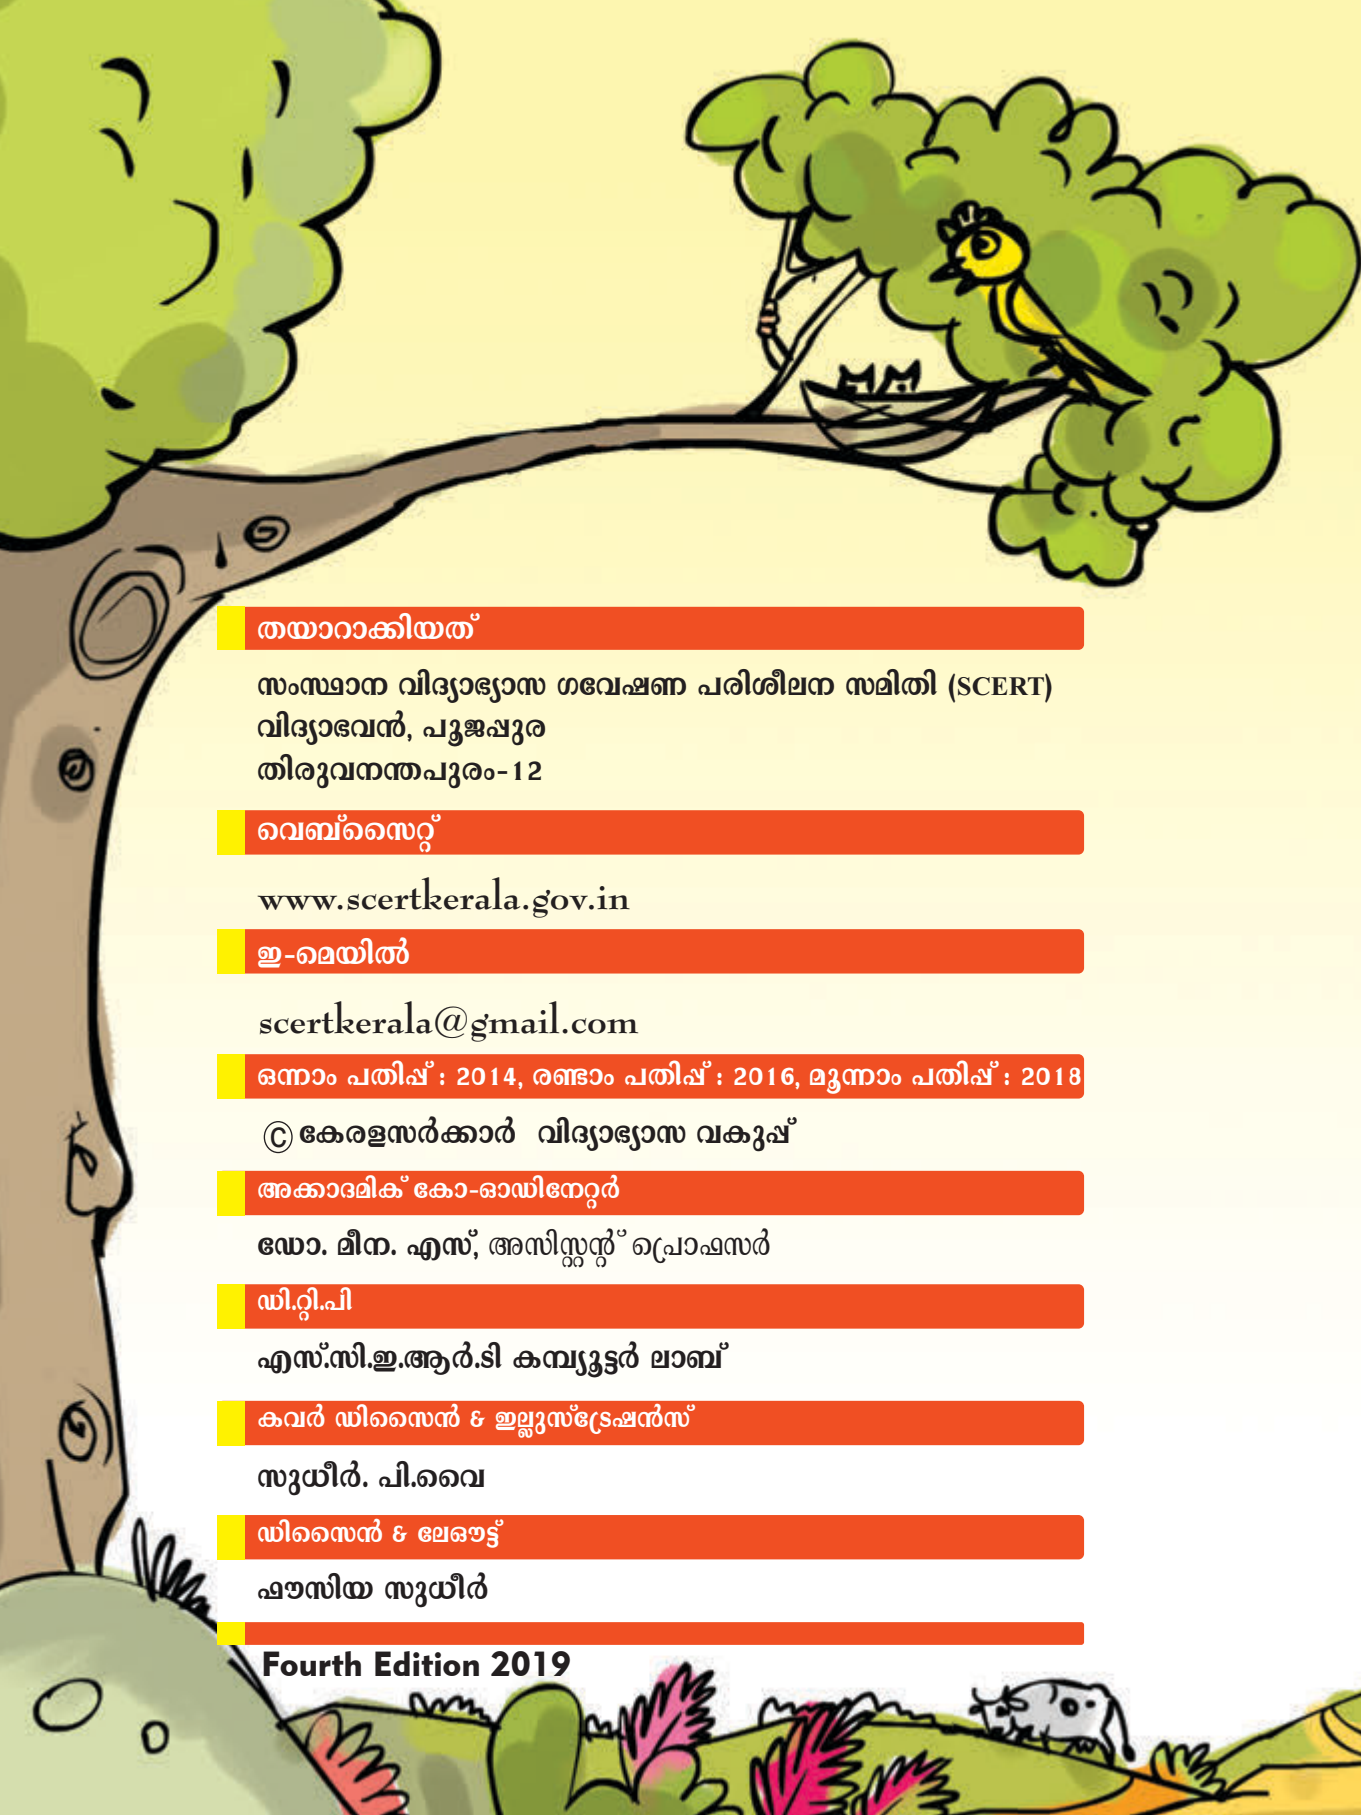 തയാറാക്കിയത്
സംസ്ഥാന വിദ്യാഭ്യാസ ഗവേഷണ പരിശീലന സമിതി (SCERT)
വിദ്യാഭവൻ, പൂജപ്പുര
തിരുവനന്തപുരം-12
വെബ്സൈറ്റ്
www.scertkerala.gov.in
ഇ-മെയിൽ
scertkerala@gmail.com
ഒന്നാം പതിപ്പ് : 2014, രണ്ടാം പതിപ്പ് : 2016, മൂന്നാം പതിപ്പ് : 2018
© കേരളസർക്കാർ വിദ്യാഭ്യാസ വകുപ്പ്
അക്കാദമിക് കോ-ഓഡിനേറ്റർ
ഡോ. മീന. എസ്, അസിസ്റ്റന്റ് പ്രൊഫസർ
ഡി.റ്റി.പി
എസ്.സി.ഇ.ആർ.ടി കമ്പ്യൂട്ടർ ലാബ്
കവർ ഡിസൈൻ & ഇല്ലുസ്ട്രേഷൻസ്
സുധീർ. പി.വൈ
ഡിസൈൻ & ലേഔട്ട്
ഫൗസിയ സുധീർ
Fourth Edition 2019